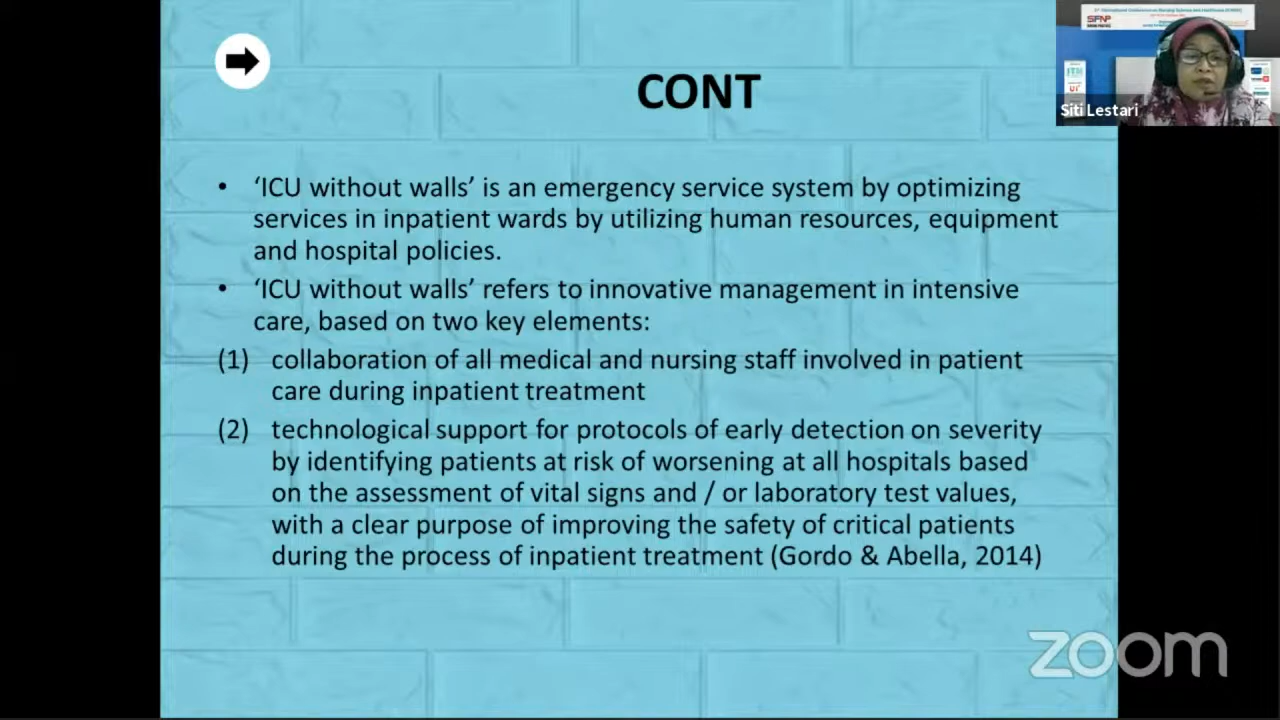 CONT
Siti Lestari
• ‘ICU without walls’ is an emergency service system by optimizing
services in inpatient wards by utilizing human resources, equipment
and hospital policies.
• ‘ICU without walls’ refers to innovative management in intensive
care, based on two key elements:
(1) collaboration of all medical and nursing staff involved in patient
care during inpatient treatment
(2) technological support for protocols of early detection on severity
by identifying patients at risk of worsening at all hospitals based
on the assessment of vital signs and / or laboratory test values,
with a clear purpose of improving the safety of critical patients
during the process of inpatient treatment (Gordo & Abella, 2014)
zoom